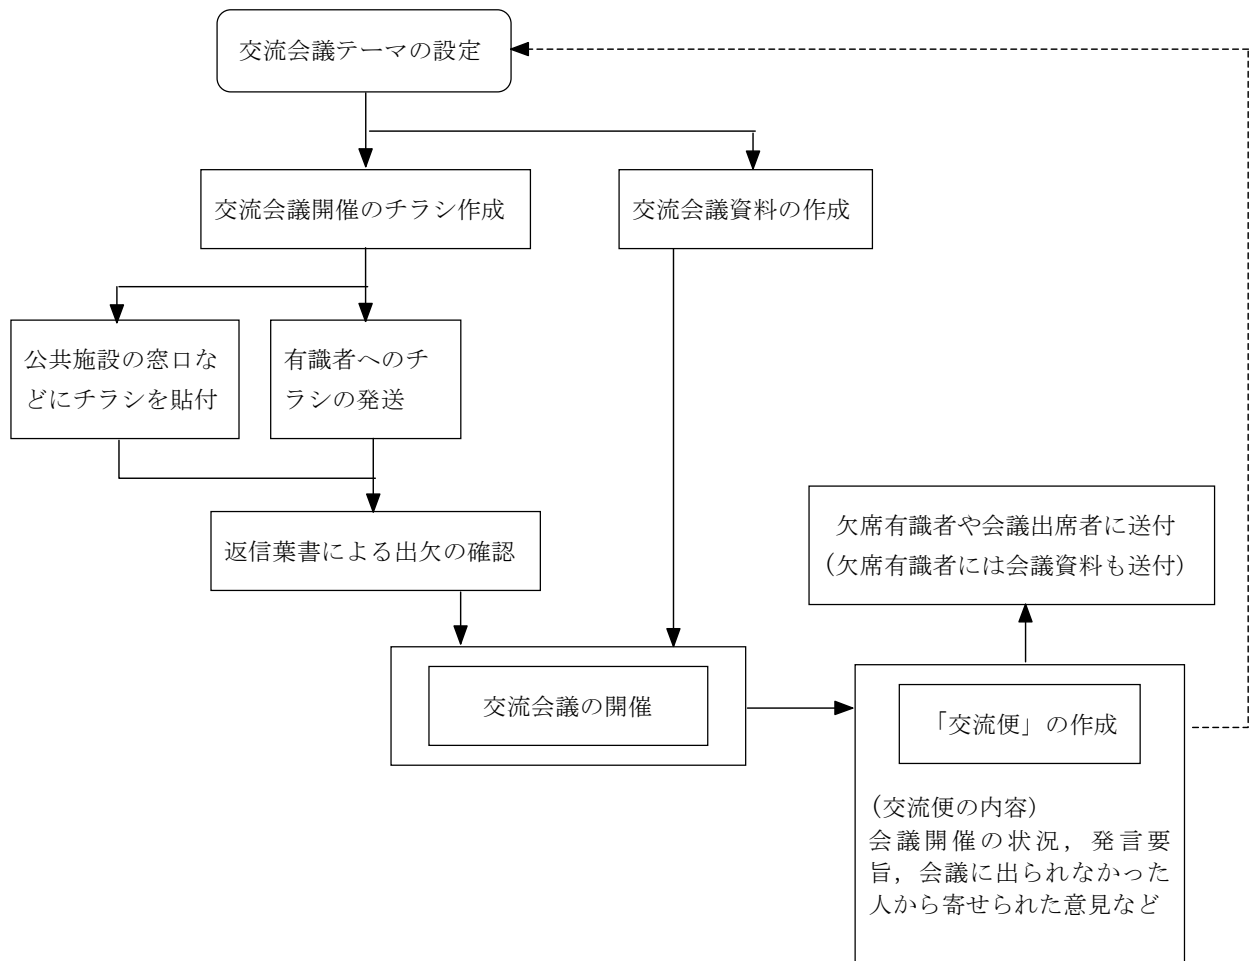 交流会議テーマの設定
交流会議開催のチラシ作成
交流会議資料の作成
公共施設の窓口な
どにチラシを貼付
有識者へのチ
ラシの発送
返信葉書による出欠の確認
欠席有識者や会議出席者に送付
(欠席有識者には会議資料も送付)
交流会議の開催
「交流便」の作成
(交流便の内容)
会議開催の状況，発言要
旨，会議に出られなかった
人から寄せられた意見など